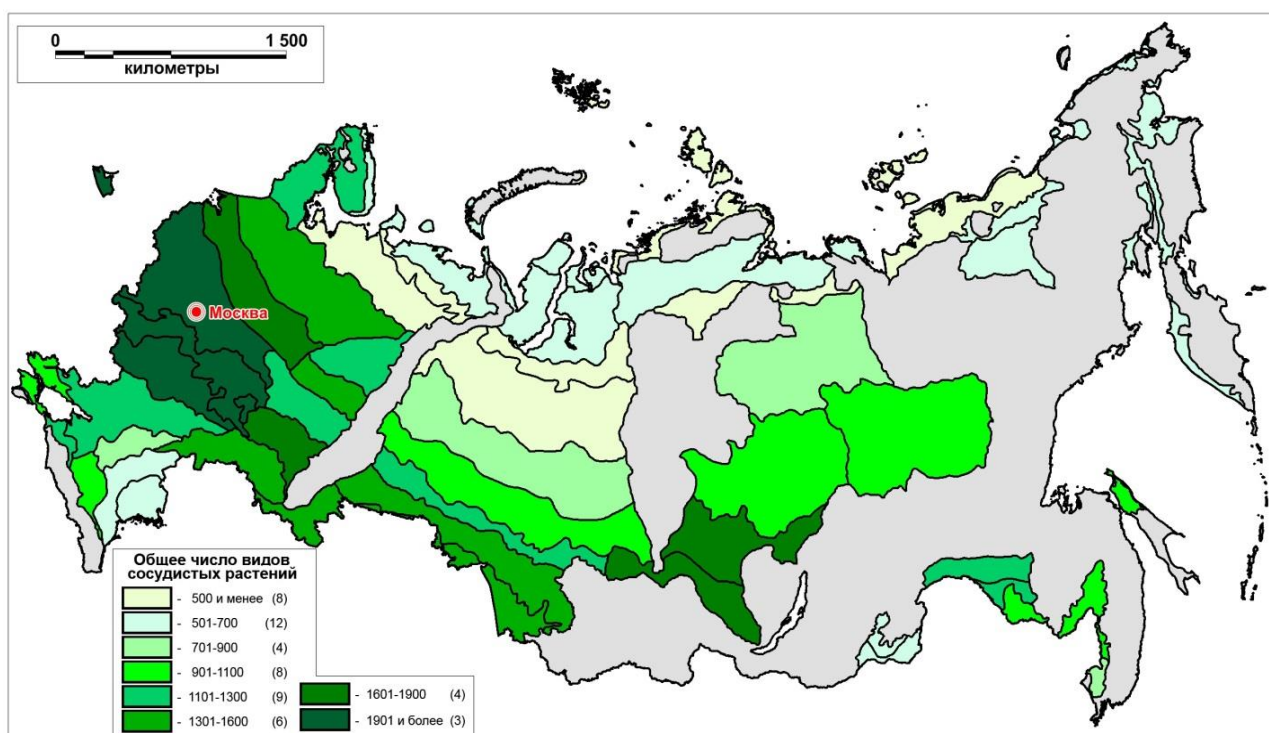 0 1 500
километры
Москва
Общее число видов
сосудистых растений
- 500 и менее (8)
- 501-700 (12)
- 701-900 (4)
- 901-1100 (8)
- 1101-1300 (9)
- 1301-1600 (6)
- 1601-1900 (4)
- 1901 и более (3)